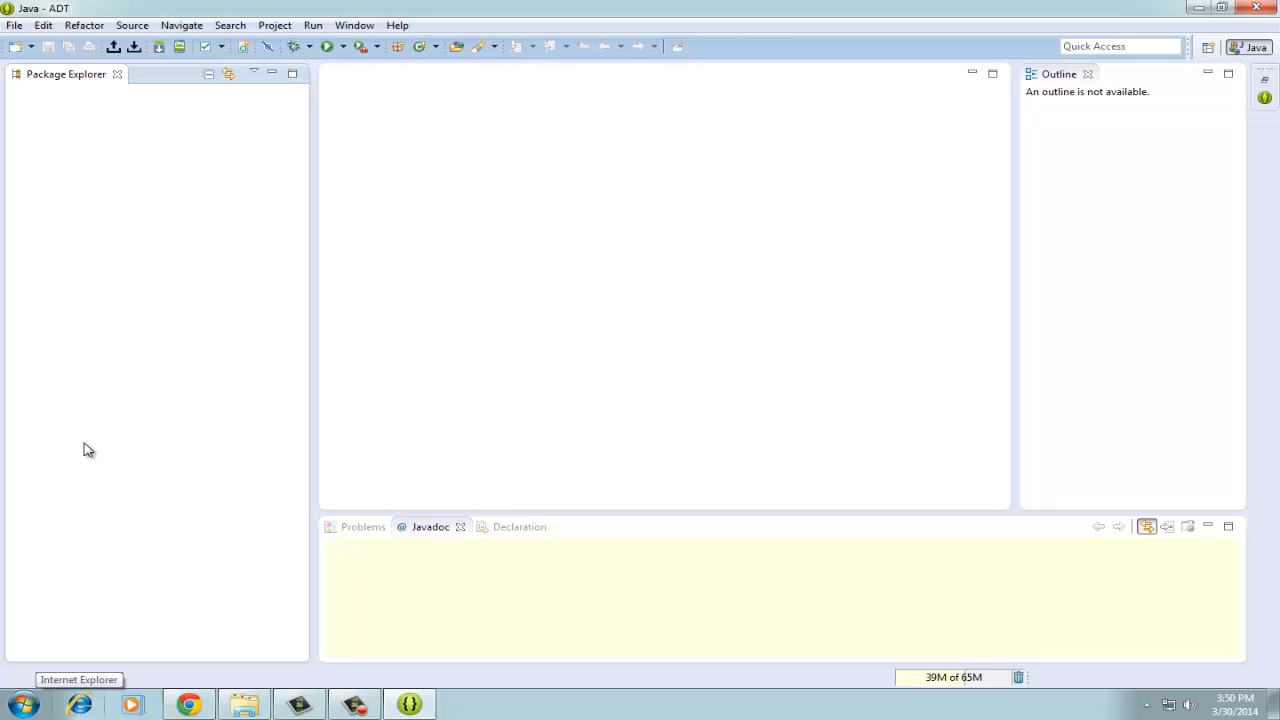 Java - ADT
File Edit Refactor Source Navigate Search Project Run Window Help
Quick Access
Java
Package Explorer
Outline
An outline is not available.
Problems
@ Javadoc
Declaration
39M of 65M
Internet Explorer
3:50 PM
3/30/2014